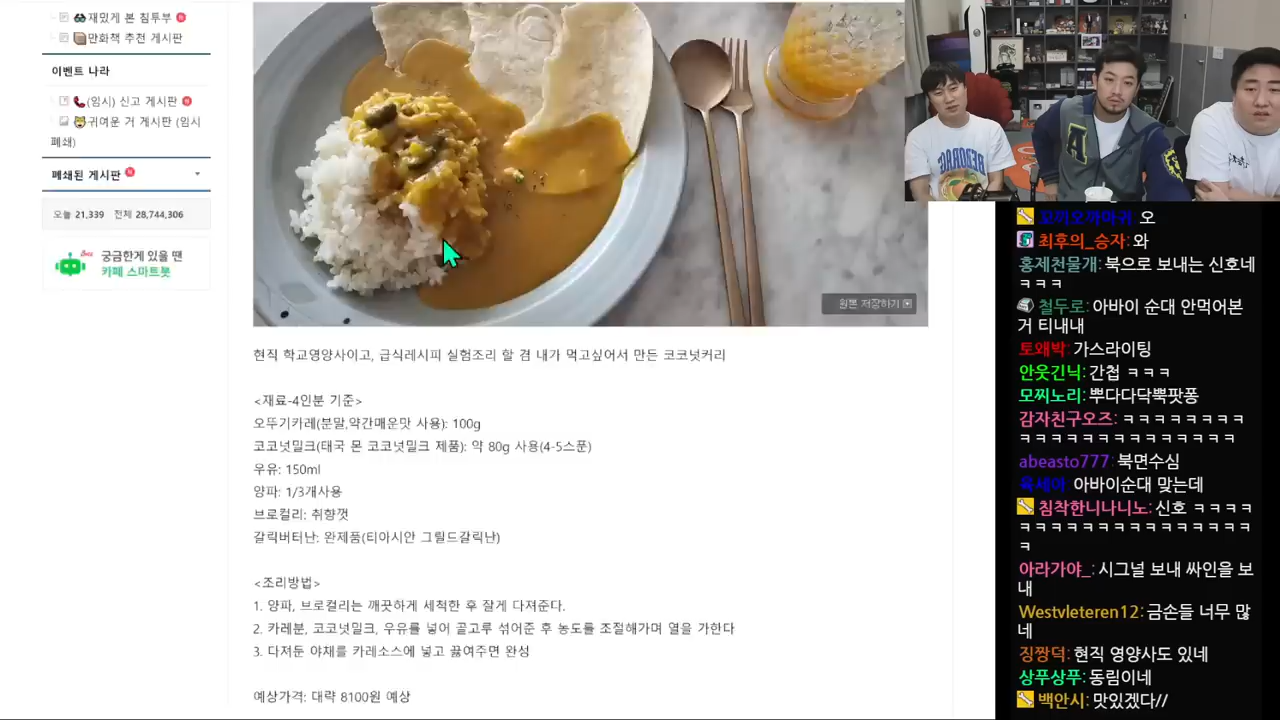 재밌게 본 침투부
만화책 추천 게시판
이벤트 나라
(임시) 신고 게시판
귀여운 거 게시판 (임시
폐쇄)
폐쇄된 게시판
오늘 21,339 전체 28,744,306
궁금한게 있을 땐
카페 스마트봇
원본 저장하기
현직 학교영양사이고, 급식레시피 실험조리 할 겸 내가 먹고싶어서 만든 코코넛커리
<재료-4인분 기준>
오뚜기카레(분말,약간매운맛 사용): 100g
코코넛밀크(태국 몬 코코넛밀크 제품): 약 80g 사용(4-5스푼)
우유: 150ml
양파: 1/3개사용
브로컬리: 취향껏
갈릭버터난: 완제품(티아시안 그릴드갈릭난)
<조리방법>
1. 양파, 브로컬리는 깨끗하게 세척한 후 잘게 다져준다.
2. 카레분, 코코넛밀크, 우유를 넣어 골고루 섞어준 후 농도를 조절해가며 열을 가한다
3. 다져둔 야채를 카레소스에 넣고 끓여주면 완성
예상가격: 대략 8100원 예상
A
꼬끼오까마귀: 오
최후의_승자: 와
홍제천물개: 북으로 보내는 신호네
ㅋㅋㅋ
철두로: 아바이 순대 안먹어본
거 티내내
토왜박: 가스라이팅
안웃긴닉: 간첩 ㅋㅋㅋ
모찌노리: 뿌다다닥뿍팟퐁
감자친구오즈: ㅋㅋㅋㅋㅋㅋㅋㅋ
ㅋㅋㅋㅋㅋㅋㅋㅋㅋㅋㅋㅋㅋㅋ
abeasto777: 북면수심
육세아: 아바이순대 맞는데
침착한니나니노: 신호 ㅋㅋㅋㅋ
ㅋㅋㅋㅋㅋㅋㅋㅋㅋㅋㅋㅋㅋㅋㅋ
ㅋ
아라가야_: 시그널 보내 싸인을 보
내
Westvleteren12: 금손들 너무 많
네
징짱덕: 현직 영양사도 있네
상푸상푸: 동림이네
백안시: 맛있겠다//